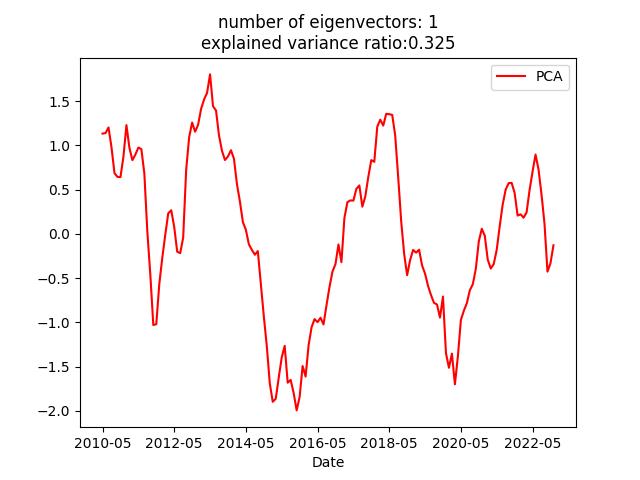 number of eigenvectors: 1
explained variance ratio:0.325
PCA
1.5
1.0
0.5
0.0
−0.5
−1.0
−1.5
−2.0
2010-05 2012-05 2014-05 2016-05 2018-05 2020-05 2022-05
Date